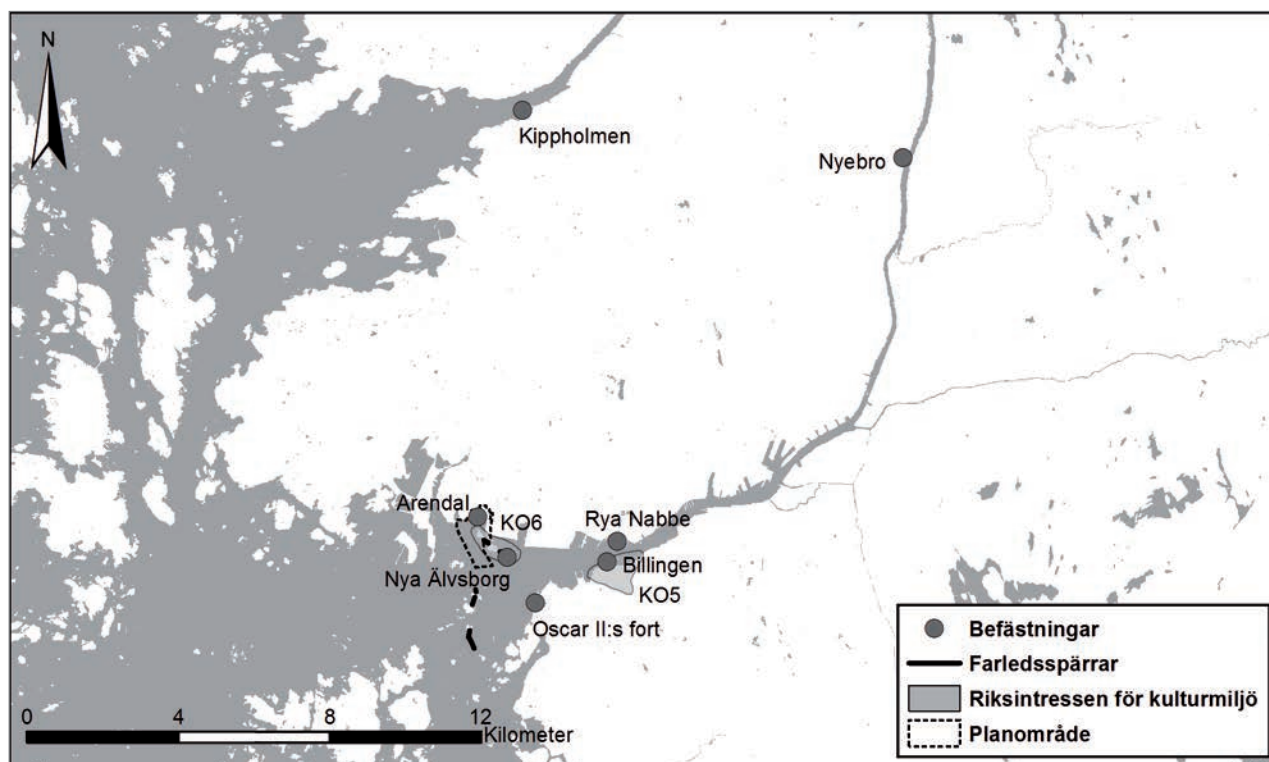 N
Kippholmen
Nyebro
Arendal
KO6
Rya Nabbe
Nya Älvsborg
Billingen
KO5
Oscar II:s fort
0 4 8 12
Kilometer
Befästningar
Farledsspärrar
Riksintressen för kulturmiljö
Planområde